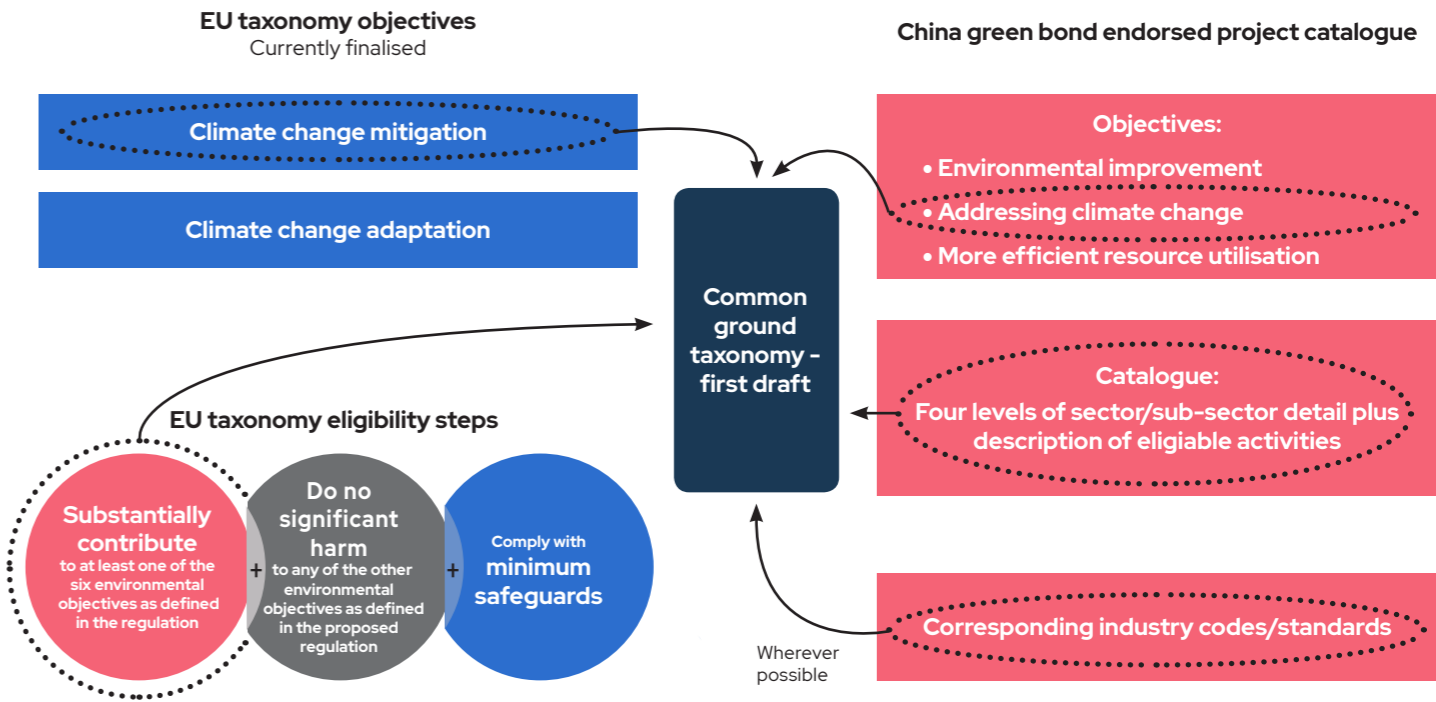 EU taxonomy objectives
Currently finalised
Climate change mitigation
Climate change adaptation
China green bond endorsed project catalogue
Objectives:
• Environmental improvement
• Addressing climate change
• More efficient resource utilisation
Common
ground
taxonomy -
first draft
Catalogue:
Four levels of sector/sub-sector detail plus
description of eligiable activities
Corresponding industry codes/standards
Wherever
possible
EU taxonomy eligibility steps
Substantially
contribute
to at least one of the
six environmental
objectives as defined
in the regulation
+
Do no
significant
harm
to any of the other
environmental
objectives as defined
in the proposed
regulation
+
Comply with
minimum
safeguards